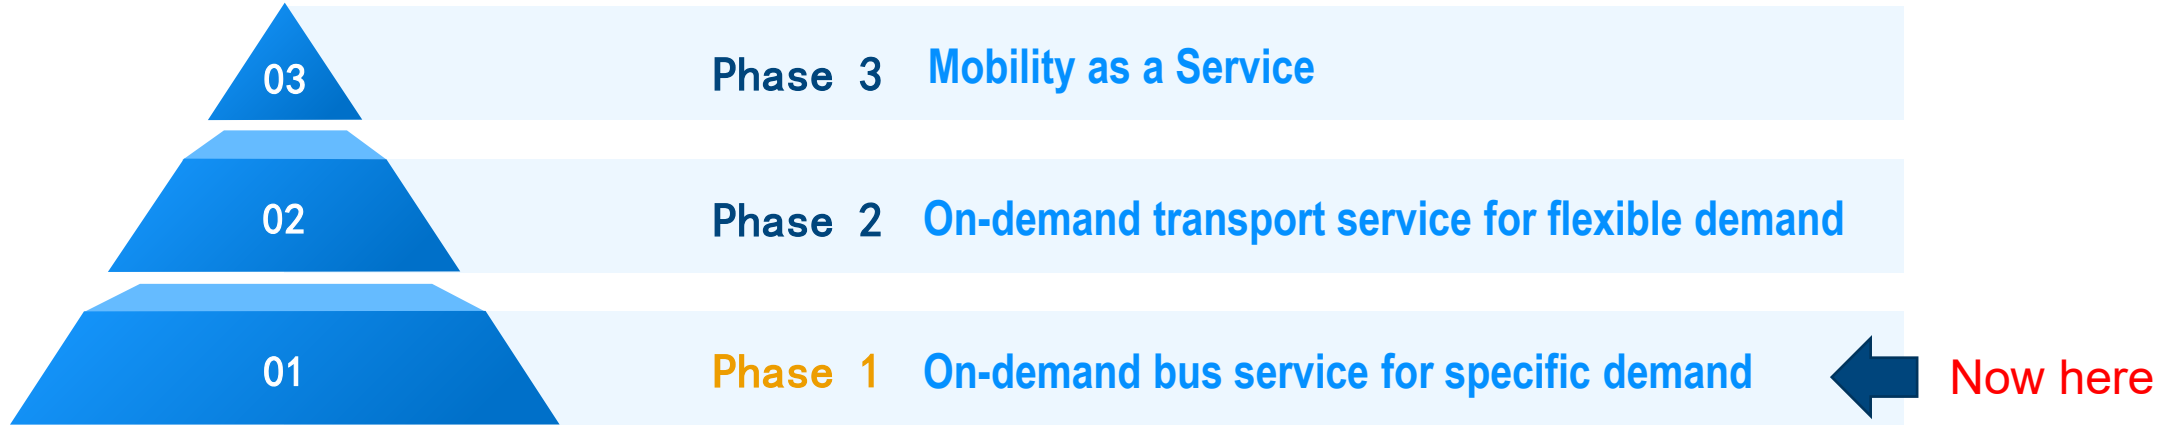 03 Phase 3 Mobility as a Service
02 Phase 2 On-demand transport service for flexible demand
01 Phase 1 On-demand bus service for specific demand Now here